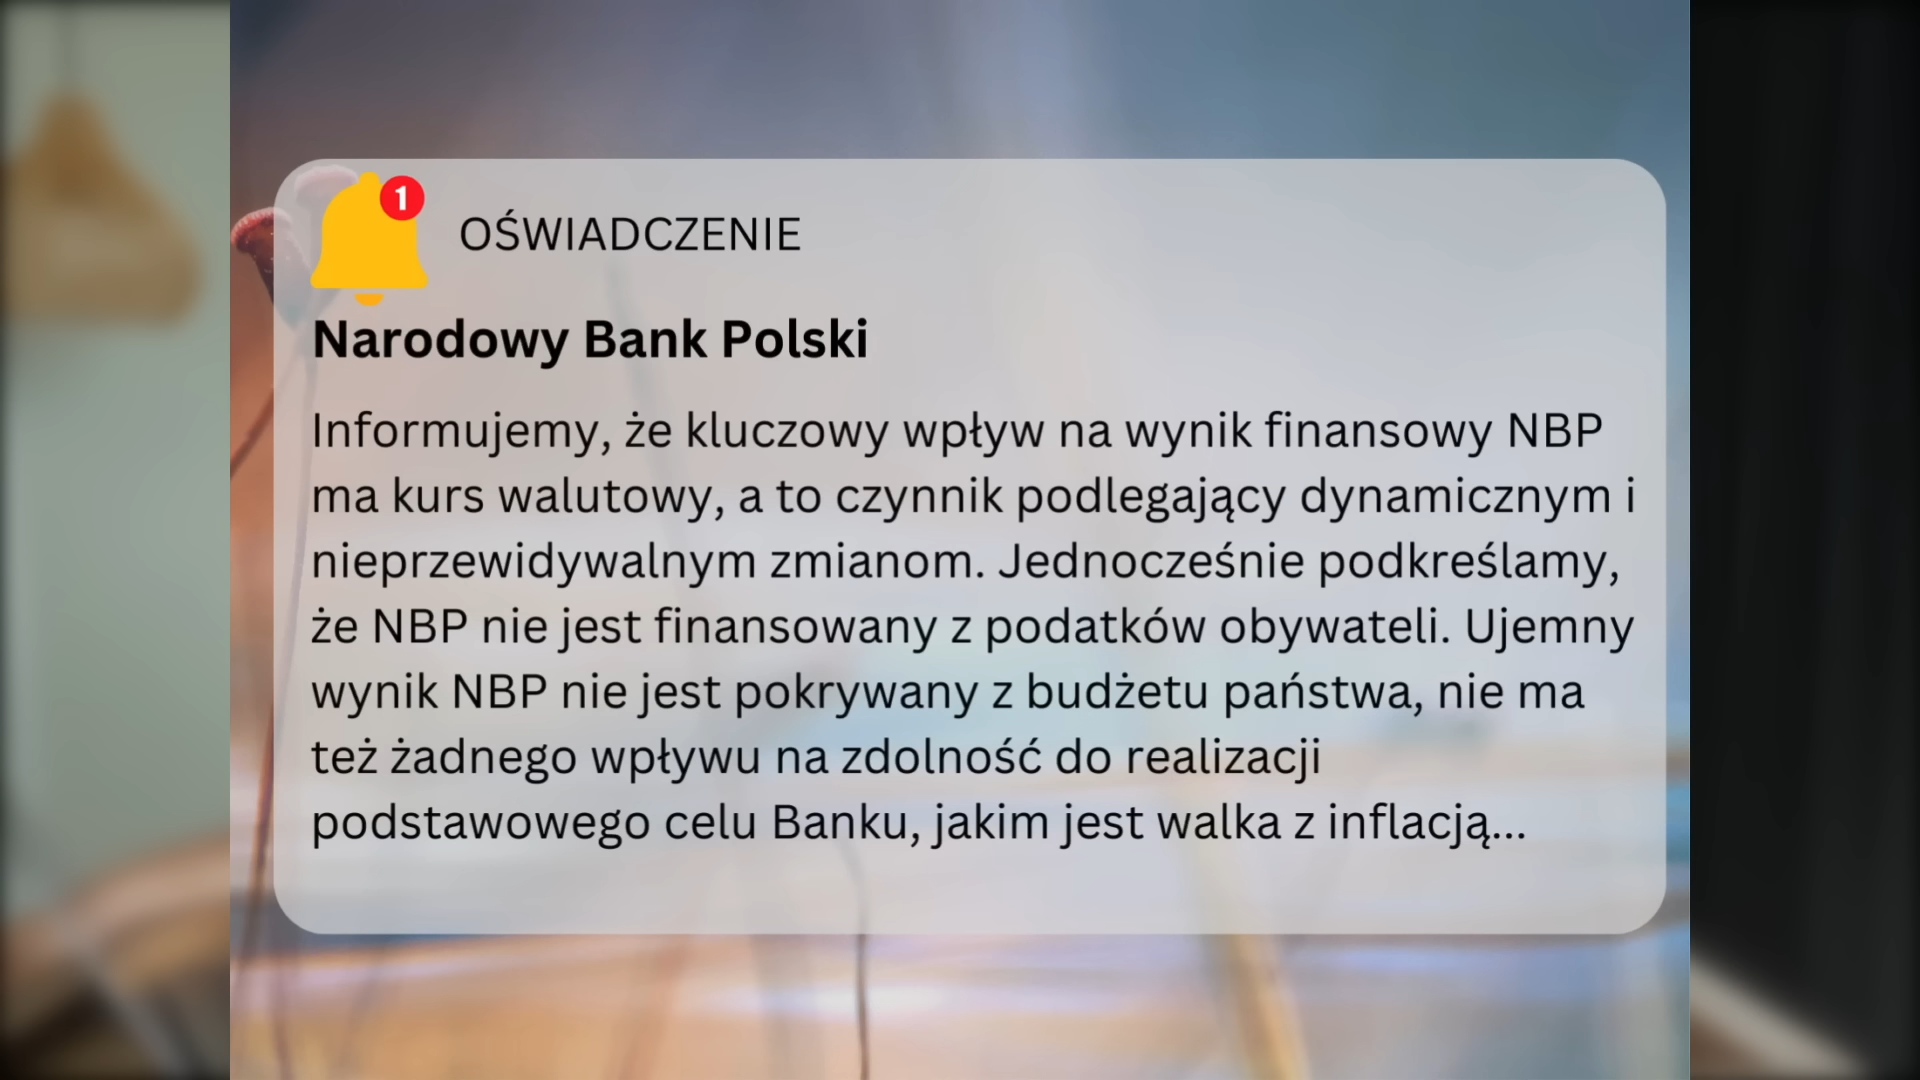 1
OŚWIADCZENIE
Narodowy Bank Polski
Informujemy, że kluczowy wpływ na wynik finansowy NBP
ma kurs walutowy, a to czynnik podlegający dynamicznym i
nieprzewidywalnym zmianom. Jednocześnie podkreślamy,
że NBP nie jest finansowany z podatków obywateli. Ujemny
wynik NBP nie jest pokrywany z budżetu państwa, nie ma
też żadnego wpływu na zdolność do realizacji
podstawowego celu Banku, jakim jest walka z inflacją...